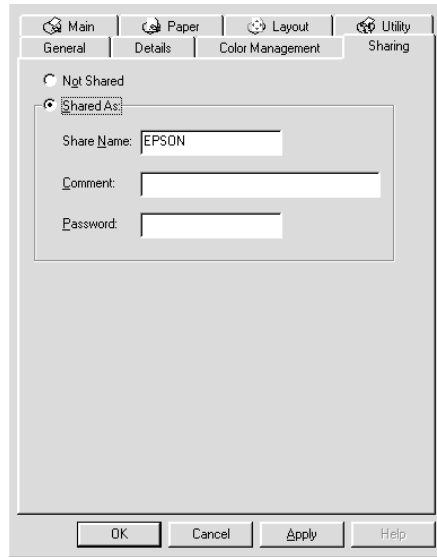 Main Paper Layout Utility
General Details Color Management Sharing
Not Shared
Shared As:
Share Name: EPSON
Comment:
Password:
OK Cancel Apply Help